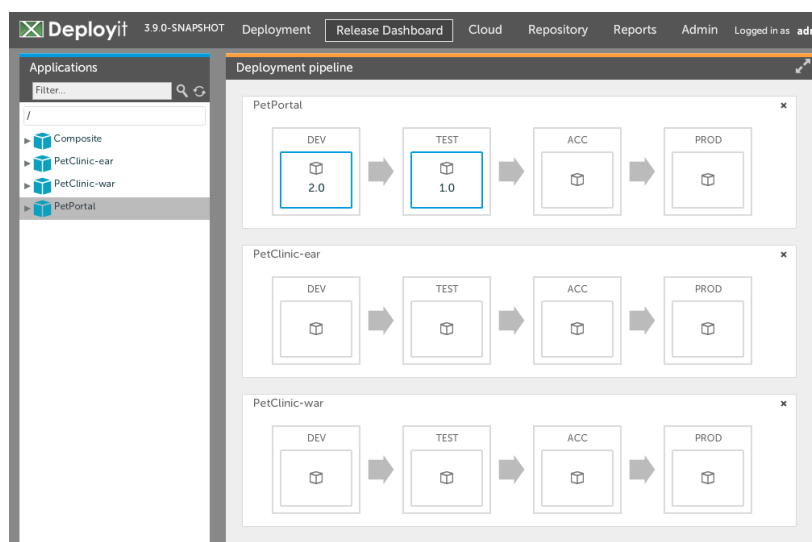 Deployit 3.9.0-SNAPSHOT Deployment Release Dashboard Cloud Repository Reports Admin Logged in as
Applications
Filter...
/
Composite
PetClinic-ear
PetClinic-war
PetPortal
Deployment pipeline
PetPortal
DEV TEST ACC PROD
2.0 1.0
PetClinic-ear
DEV TEST ACC PROD
PetClinic-war
DEV TEST ACC PROD